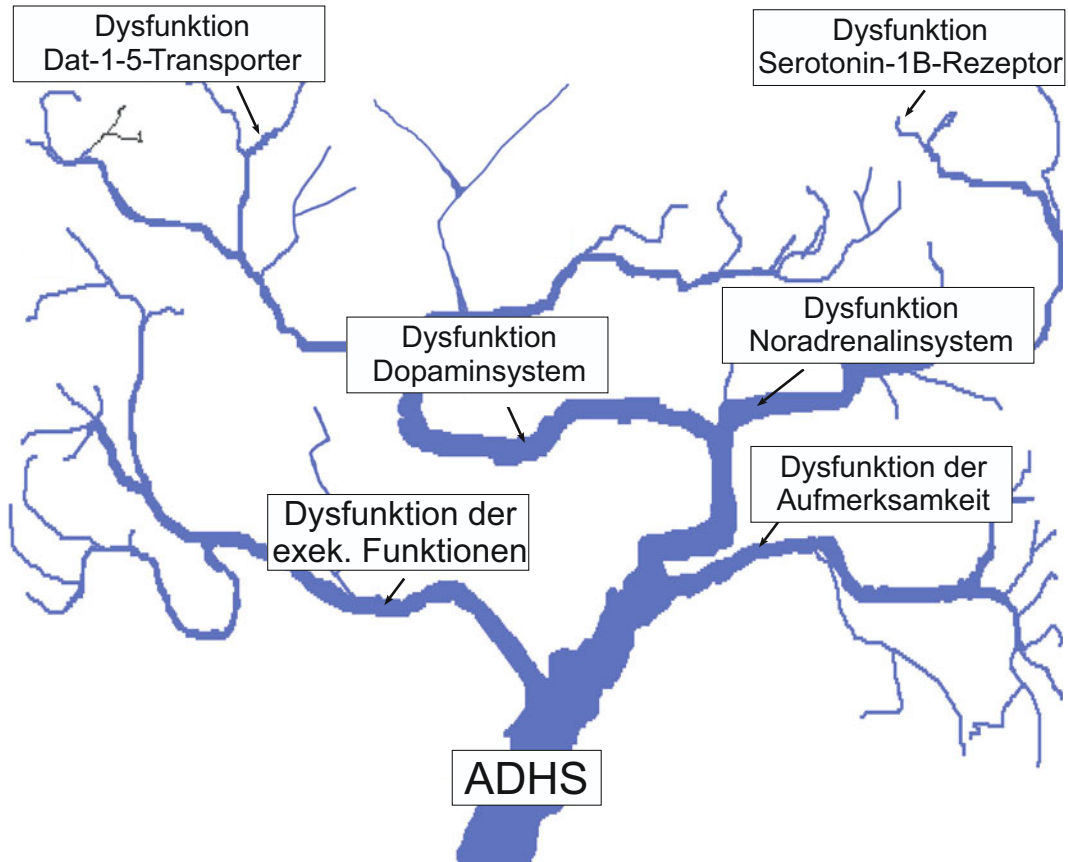 Dysfunktion
Dat-1-5-Transporter
Dysfunktion
Serotonin-1B-Rezeptor
Dysfunktion
Dopaminsystem
Dysfunktion
Noradrenalinsystem
Dysfunktion der
exek. Funktionen
Dysfunktion der
Aufmerksamkeit
ADHS